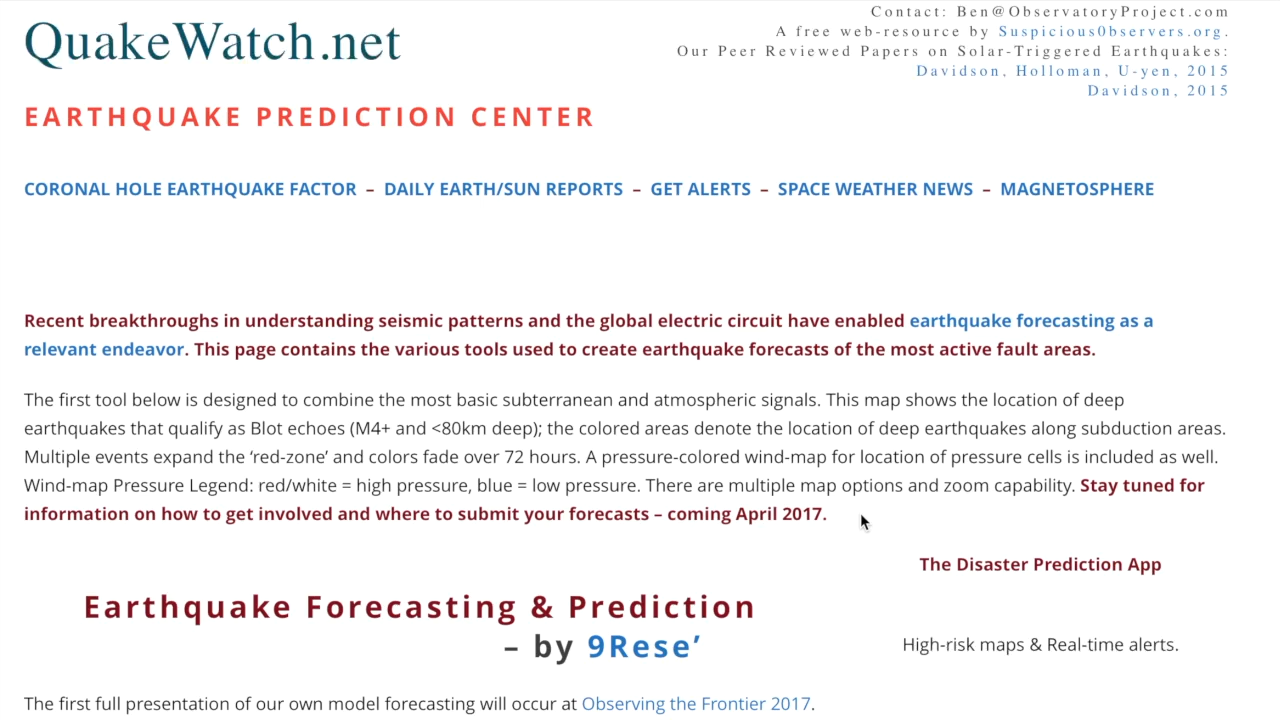 QuakeWatch.net
Contact: Ben@ObservatoryProject.com
A free web-resource by Suspicious0bservers.org.
Our Peer Reviewed Papers on Solar-Triggered Earthquakes:
Davidson, Holloman, U-yen, 2015
Davidson, 2015
EARTHQUAKE PREDICTION CENTER
CORONAL HOLE EARTHQUAKE FACTOR – DAILY EARTH/SUN REPORTS – GET ALERTS – SPACE WEATHER NEWS – MAGNETOSPHERE
Recent breakthroughs in understanding seismic patterns and the global electric circuit have enabled earthquake forecasting as a
relevant endeavor. This page contains the various tools used to create earthquake forecasts of the most active fault areas.
The first tool below is designed to combine the most basic subterranean and atmospheric signals. This map shows the location of deep
earthquakes that qualify as Blot echoes (M4+ and <80km deep); the colored areas denote the location of deep earthquakes along subduction areas.
Multiple events expand the ‘red-zone’ and colors fade over 72 hours. A pressure-colored wind-map for location of pressure cells is included as well.
Wind-map Pressure Legend: red/white = high pressure, blue = low pressure. There are multiple map options and zoom capability. Stay tuned for
information on how to get involved and where to submit your forecasts – coming April 2017.
The Disaster Prediction App
Earthquake Forecasting & Prediction
– by 9Rese’
High-risk maps & Real-time alerts.
The first full presentation of our own model forecasting will occur at Observing the Frontier 2017.